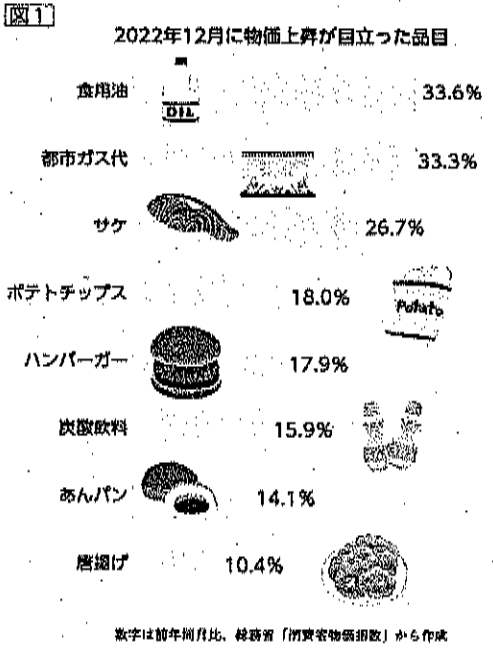 図1
2022年12月に物価上昇が目立った品目
食用油
OIL
33.6%
都市ガス代
33.3%
サケ
26.7%
ポテトチップス
18.0%
Potato
ハンバーガー
17.9%
炭酸飲料
15.9%
あんパン
14.1%
唐揚げ
10.4%
数字は前年同月比、総務省「消費者物価指数」から作成